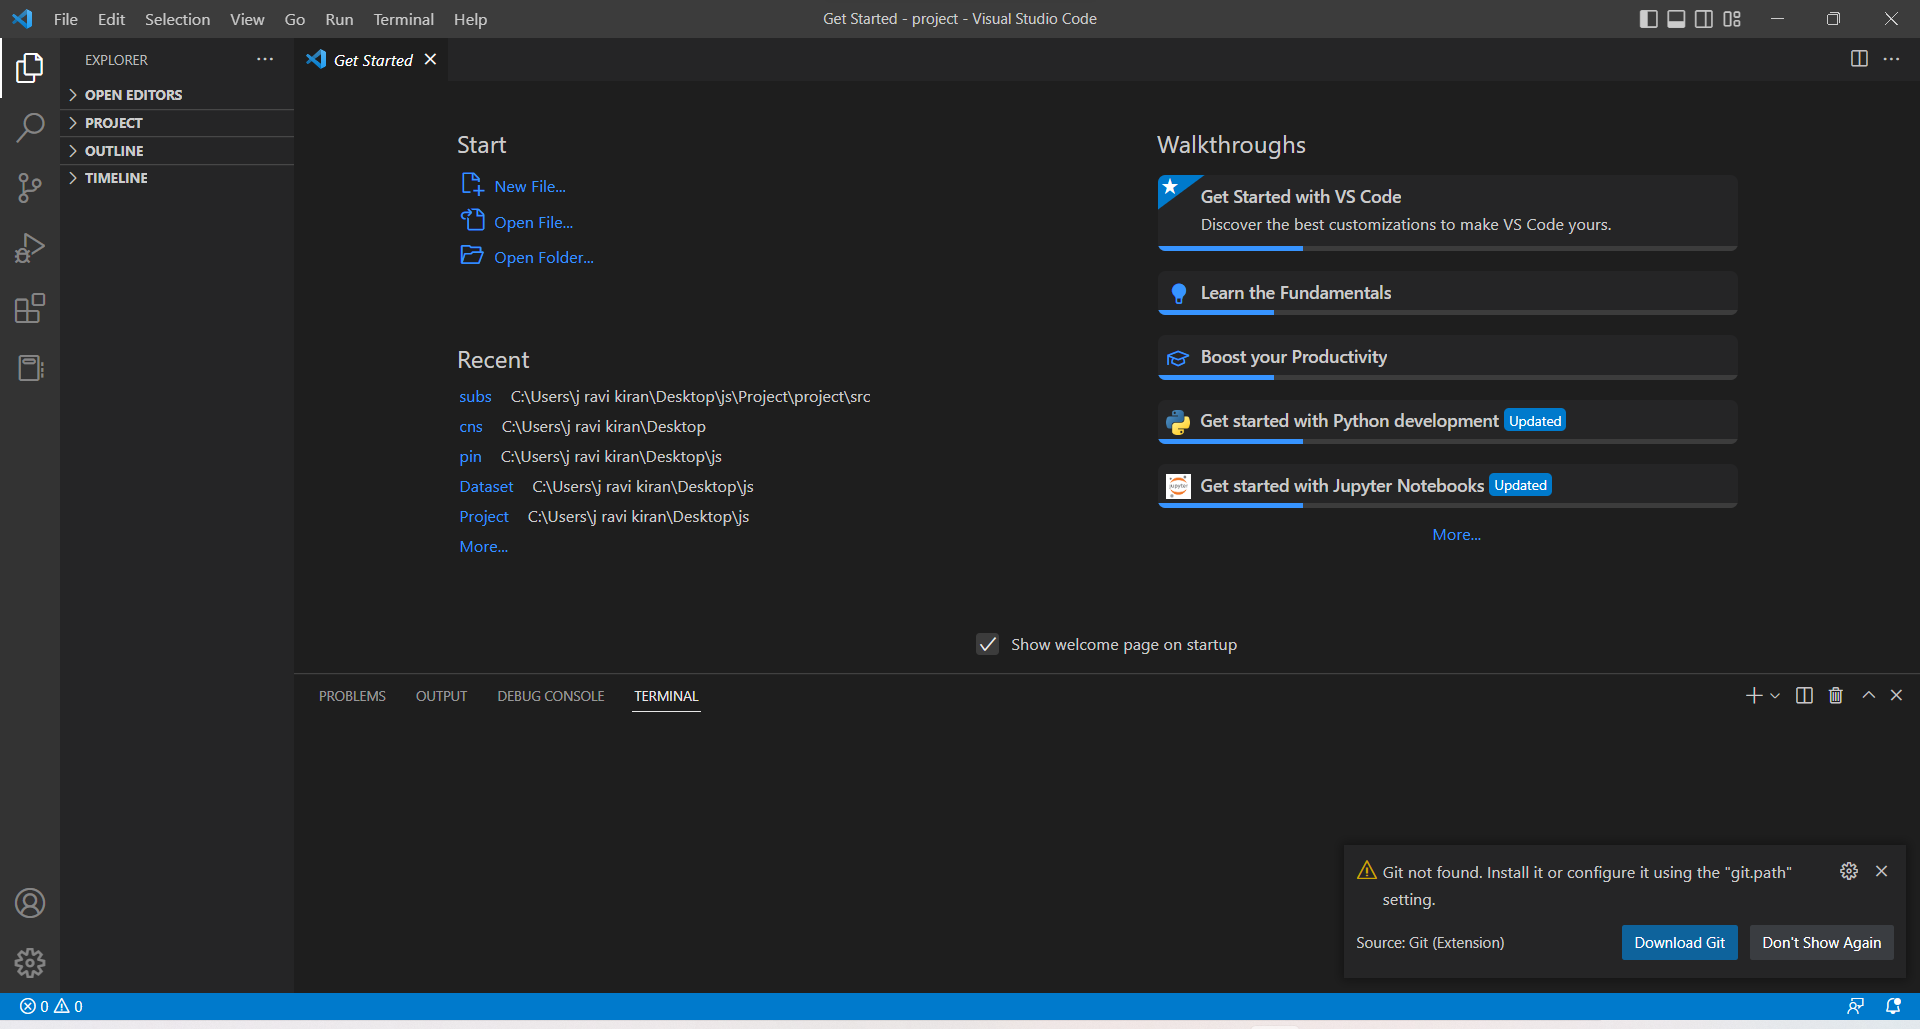 File Edit Selection View Go Run Terminal Help
Get Started - project - Visual Studio Code
EXPLORER
OPEN EDITORS
PROJECT
OUTLINE
TIMELINE
Get Started
Start
New File...
Open File...
Open Folder...
Recent
subs C:\Users\j ravi kiran\Desktop\js\Project\project\src
cns C:\Users\j ravi kiran\Desktop
pin C:\Users\j ravi kiran\Desktop\js
Dataset C:\Users\j ravi kiran\Desktop\js
Project C:\Users\j ravi kiran\Desktop\js
More...
Walkthroughs
Get Started with VS Code
Discover the best customizations to make VS Code yours.
Learn the Fundamentals
Boost your Productivity
Get started with Python development Updated
jupyter
Get started with Jupyter Notebooks Updated
More...
Show welcome page on startup
PROBLEMS OUTPUT DEBUG CONSOLE TERMINAL
Git not found. Install it or configure it using the "git.path"
setting.
Source: Git (Extension)
Download Git
Don't Show Again
0 0